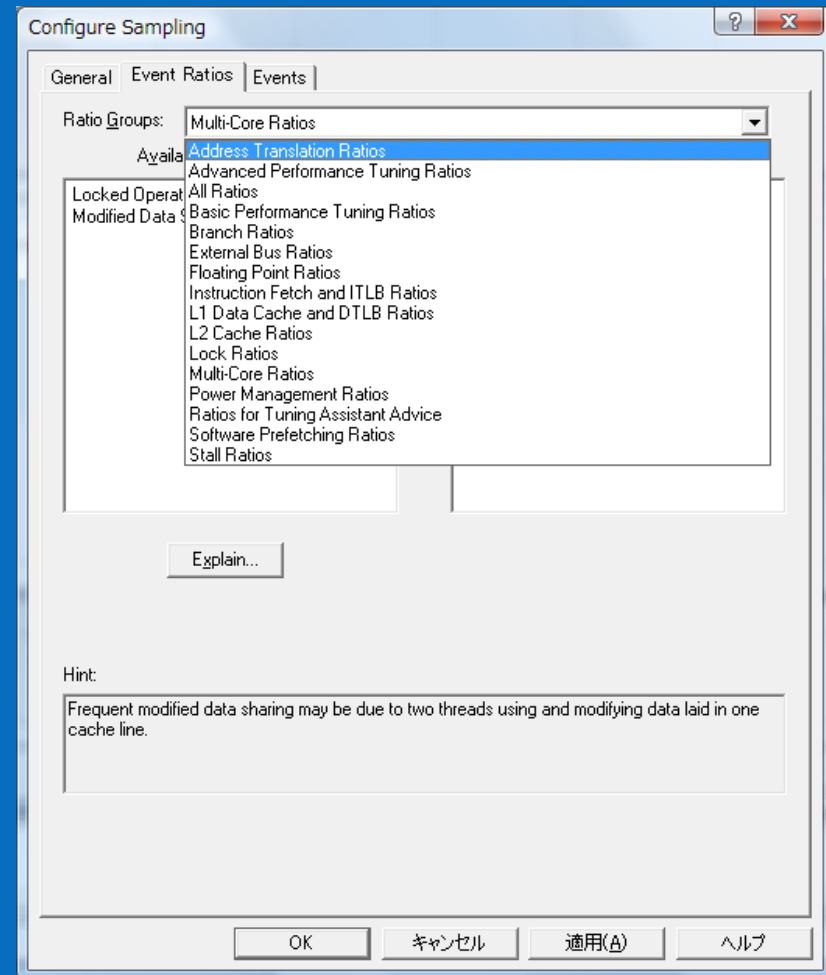 Configure Sampling
General Event Ratios Events
Ratio Groups: Multi-Core Ratios
Address Translation Ratios
Advanced Performance Tuning Ratios
All Ratios
Basic Performance Tuning Ratios
Branch Ratios
External Bus Ratios
Floating Point Ratios
Instruction Fetch and ITLB Ratios
L1 Data Cache and DTLB Ratios
L2 Cache Ratios
Lock Ratios
Multi-Core Ratios
Power Management Ratios
Ratios for Tuning Assistant Advice
Software Prefetching Ratios
Stall Ratios
Availa
Locked Operat
Modified Data S
Explain...
Hint:
Frequent modified data sharing may be due to two threads using and modifying data laid in one
cache line.
OK キャンセル 適用(A) ヘルプ